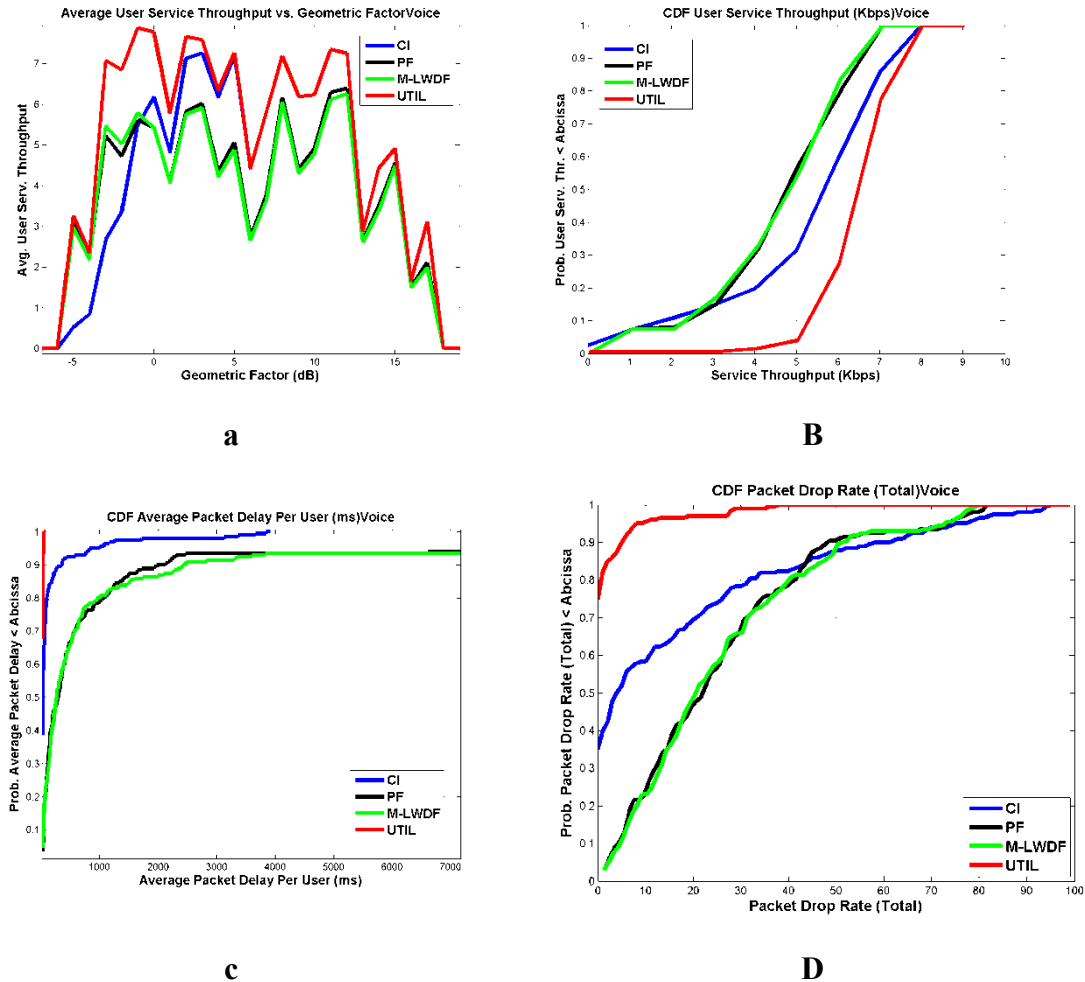 Average User Service Throughput vs. Geometric FactorVoice
CI
PF
M-LWDF
UTIL
Avg. User Serv. Throughput
7
6
5
4
3
2
1
0
-5
0
5
10
15
Geometric Factor (dB)
a
CDF User Service Throughput (Kbps)Voice
CI
PF
M-LWDF
UTIL
Prob. User Serv. Thr. < Abcissa
1
0.9
0.8
0.7
0.6
0.5
0.4
0.3
0.2
0.1
0
0 1 2 3 4 5 6 7 8 9 10
Service Throughput (Kbps)
B
CDF Average Packet Delay Per User (ms)Voice
Prob. Average Packet Delay < Abcissa
1
0.9
0.8
0.7
0.6
0.5
0.4
0.3
0.2
0.1
CI
PF
M-LWDF
UTIL
1000 2000 3000 4000 5000 6000 7000
Average Packet Delay Per User (ms)
c
CDF Packet Drop Rate (Total)Voice
Prob. Packet Drop Rate (Total) < Abcissa
1
0.9
0.8
0.7
0.6
0.5
0.4
0.3
0.2
0.1
0
CI
PF
M-LWDF
UTIL
0 10 20 30 40 50 60 70 80 90 100
Packet Drop Rate (Total)
D